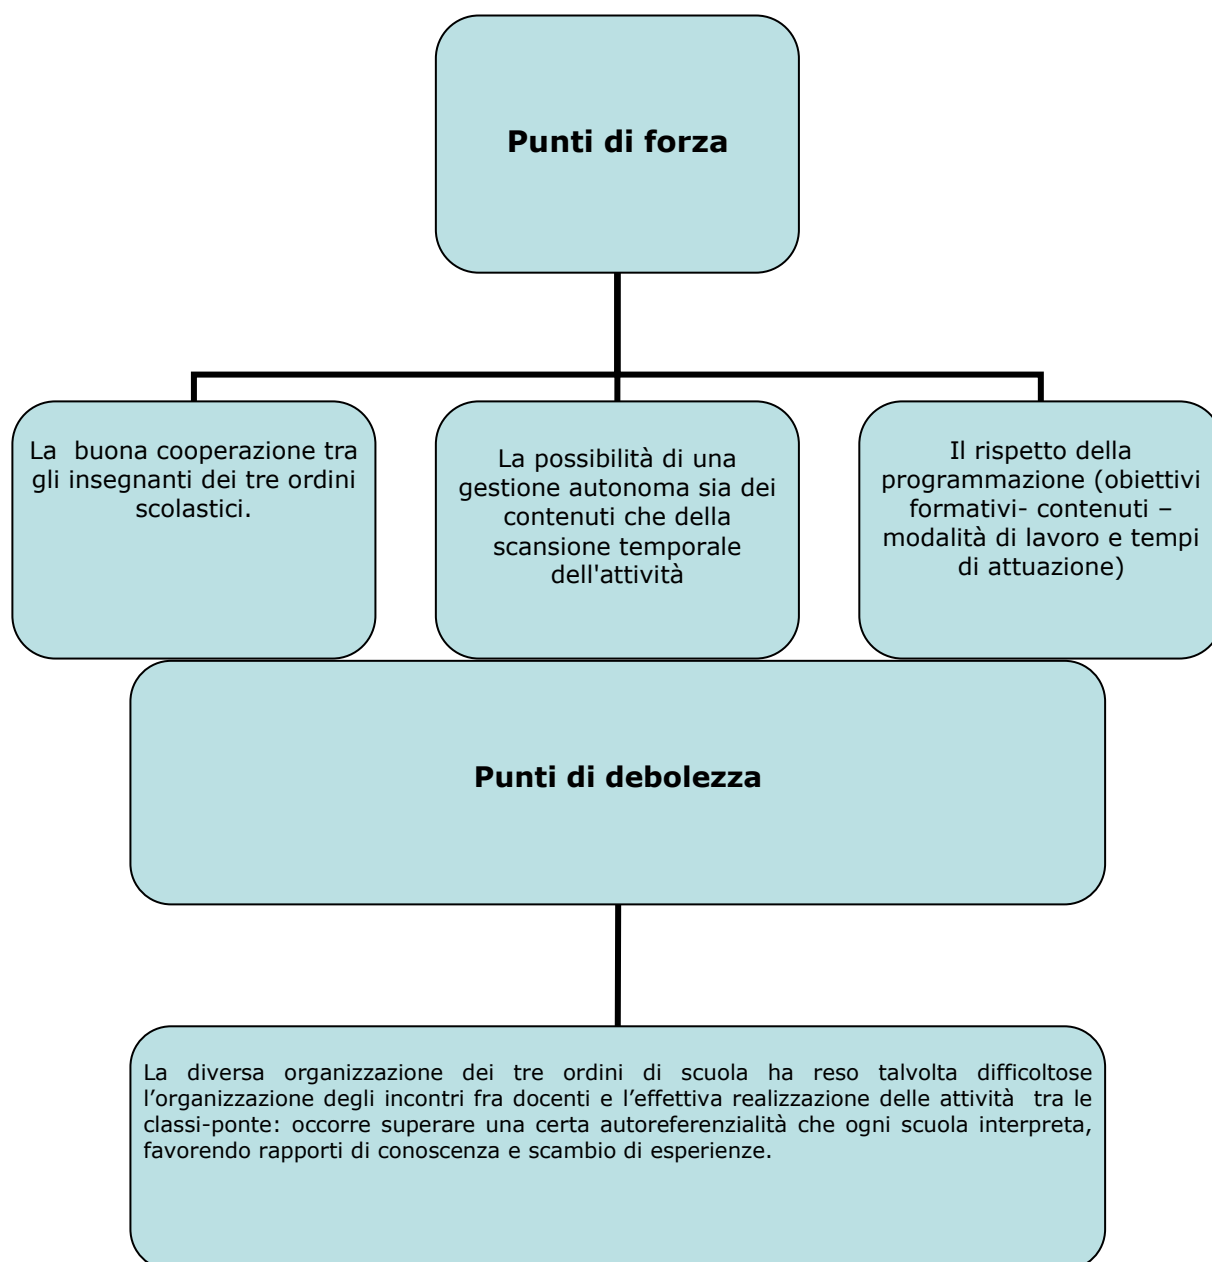 Punti di forza
La buona cooperazione tra
gli insegnanti dei tre ordini
scolastici.
La possibilità di una
gestione autonoma sia dei
contenuti che della
scansione temporale
dell'attività
Il rispetto della
programmazione (obiettivi
formativi- contenuti –
modalità di lavoro e tempi
di attuazione)
Punti di debolezza
La diversa organizzazione dei tre ordini di scuola ha reso talvolta difficoltose
l’organizzazione degli incontri fra docenti e l’effettiva realizzazione delle attività tra le
classi-ponte: occorre superare una certa autoreferenzialità che ogni scuola interpreta,
favorendo rapporti di conoscenza e scambio di esperienze.